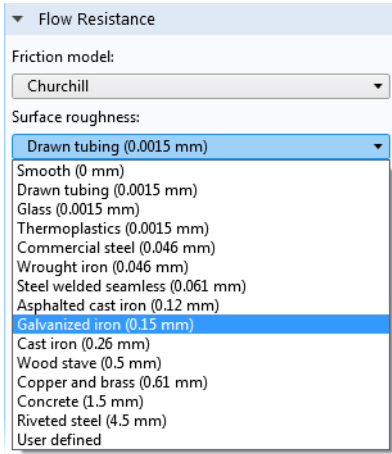 Flow Resistance
Friction model:
Churchill
Surface roughness:
Drawn tubing (0.0015 mm)
Smooth (0 mm)
Drawn tubing (0.0015 mm)
Glass (0.0015 mm)
Thermoplastics (0.0015 mm)
Commercial steel (0.046 mm)
Wrought iron (0.046 mm)
Steel welded seamless (0.061 mm)
Asphalted cast iron (0.12 mm)
Galvanized iron (0.15 mm)
Cast iron (0.26 mm)
Wood stave (0.5 mm)
Copper and brass (0.61 mm)
Concrete (1.5 mm)
Riveted steel (4.5 mm)
User defined